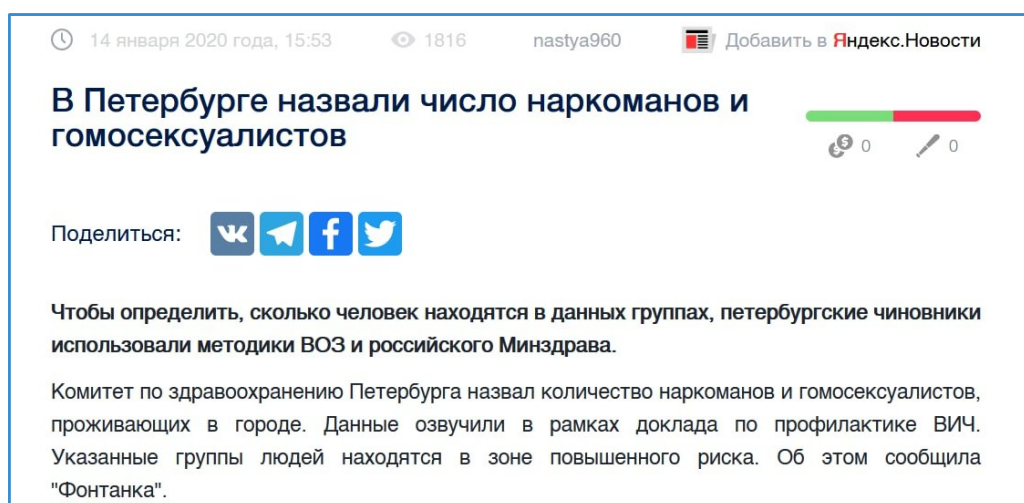 14 января 2020 года, 15:53 1816 nastya960 Добавить в Яндекс.Новости
В Петербурге назвали число наркоманов и
гомосексуалистов
0 0
Поделиться:
Чтобы определить, сколько человек находятся в данных группах, петербургские чиновники
использовали методики ВОЗ и российского Минздрава.
Комитет по здравоохранению Петербурга назвал количество наркоманов и гомосексуалистов,
проживающих в городе. Данные озвучили в рамках доклада по профилактике ВИЧ.
Указанные группы людей находятся в зоне повышенного риска. Об этом сообщила
"Фонтанка".